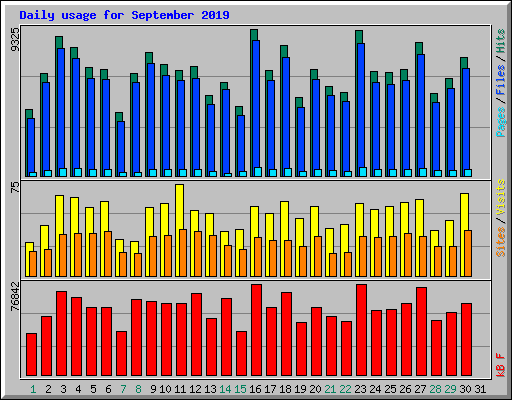 Daily usage for September 2019
9325
Pages / Files / Hits
75
Sites / Visits
76842
kB F
1 2 3 4 5 6 7 8 9 10 11 12 13 14 15 16 17 18 19 20 21 22 23 24 25 26 27 28 29 30 31